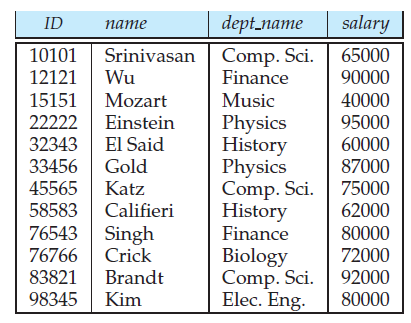 ID name dept_name salary
10101 Srinivasan Comp. Sci. 65000
12121 Wu Finance 90000
15151 Mozart Music 40000
22222 Einstein Physics 95000
32343 El Said History 60000
33456 Gold Physics 87000
45565 Katz Comp. Sci. 75000
58583 Califieri History 62000
76543 Singh Finance 80000
76766 Crick Biology 72000
83821 Brandt Comp. Sci. 92000
98345 Kim Elec. Eng. 80000